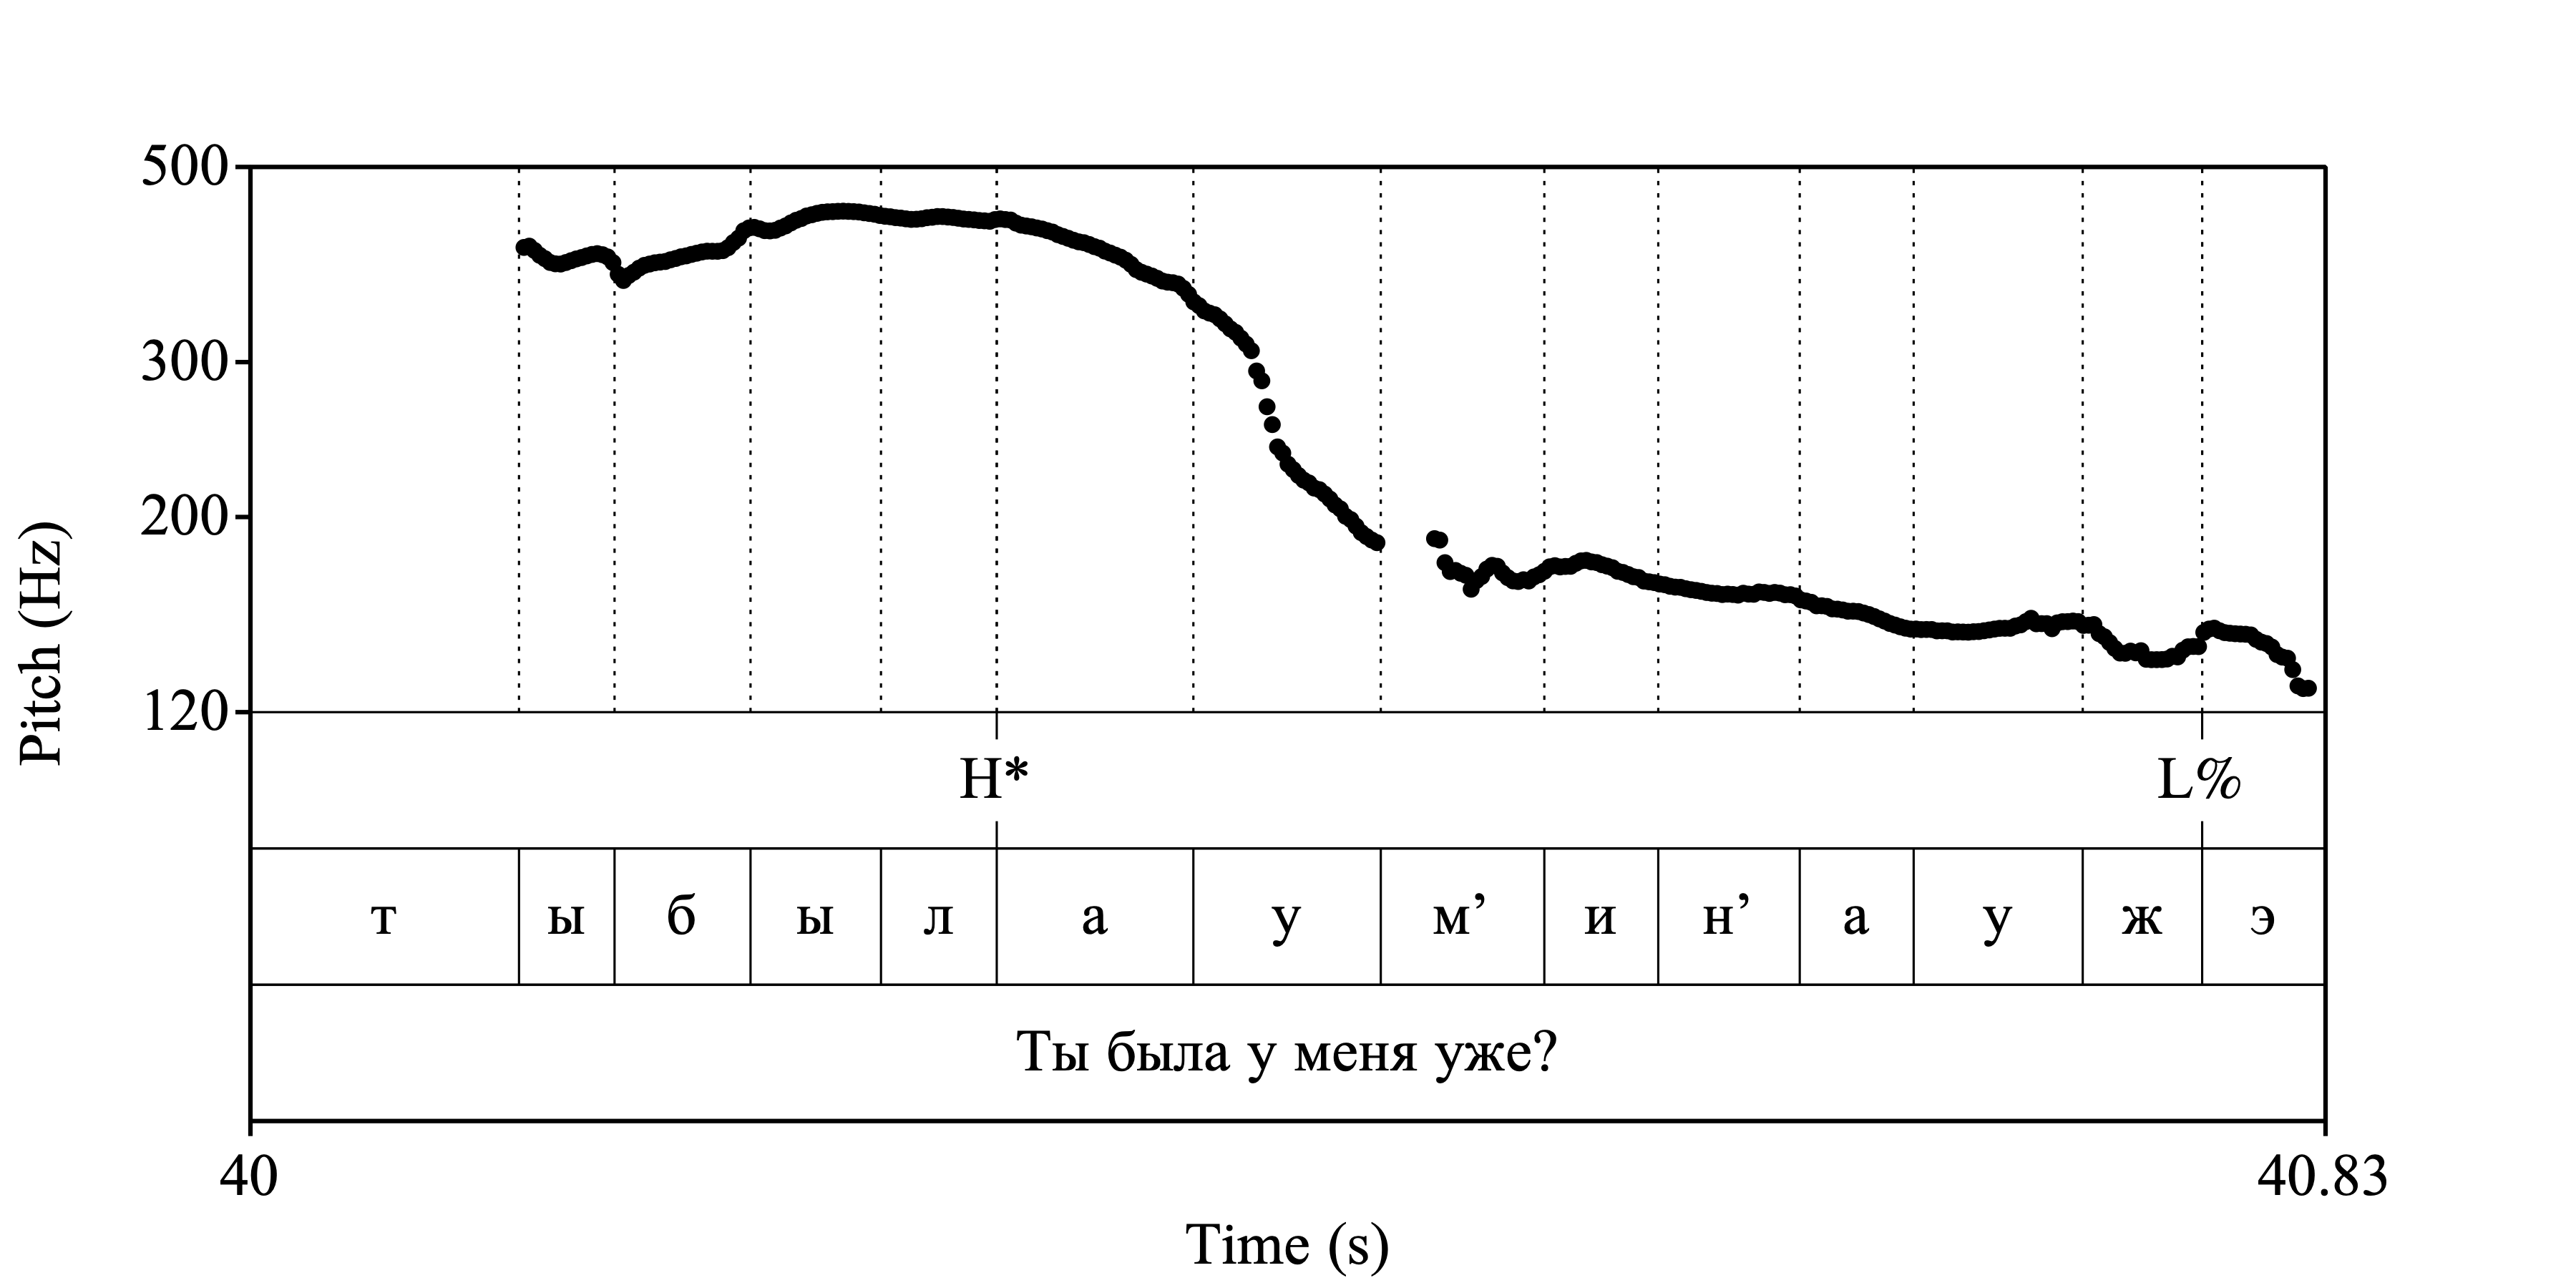 500
300
200
120
Pitch (Hz)
H* L%
т ы б ы л а у м’ и н’ а у ж э
Ты была у меня уже?
40 40.83
Time (s)